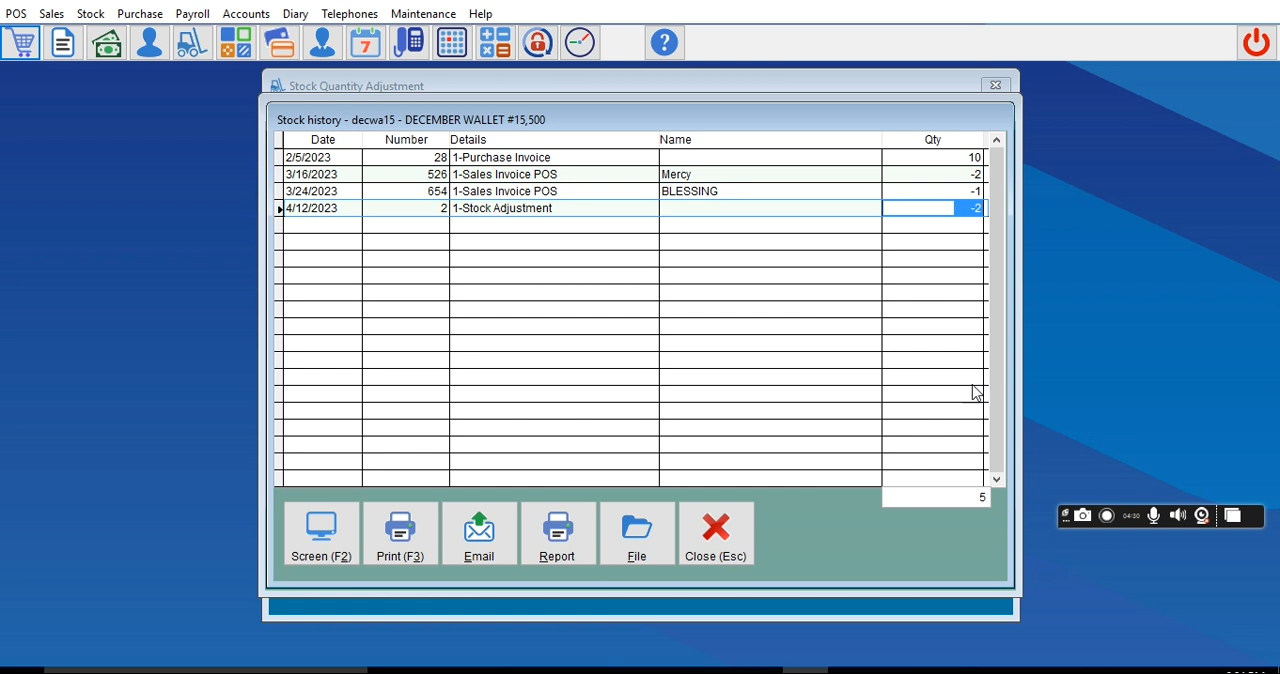 POS Sales Stock Purchase Payroll Accounts Diary Telephones Maintenance Help
7
?
Stock Quantity Adjustment
Stock history - decwa15 - DECEMBER WALLET #15,500
Date Number Details Name Qty
2/5/2023 28 1-Purchase Invoice 10
3/16/2023 526 1-Sales Invoice POS Mercy -2
3/24/2023 654 1-Sales Invoice POS BLESSING -1
4/12/2023 2 1-Stock Adjustment -2
5
04:30
Screen (F2) Print (F3) Email Report File Close (Esc)